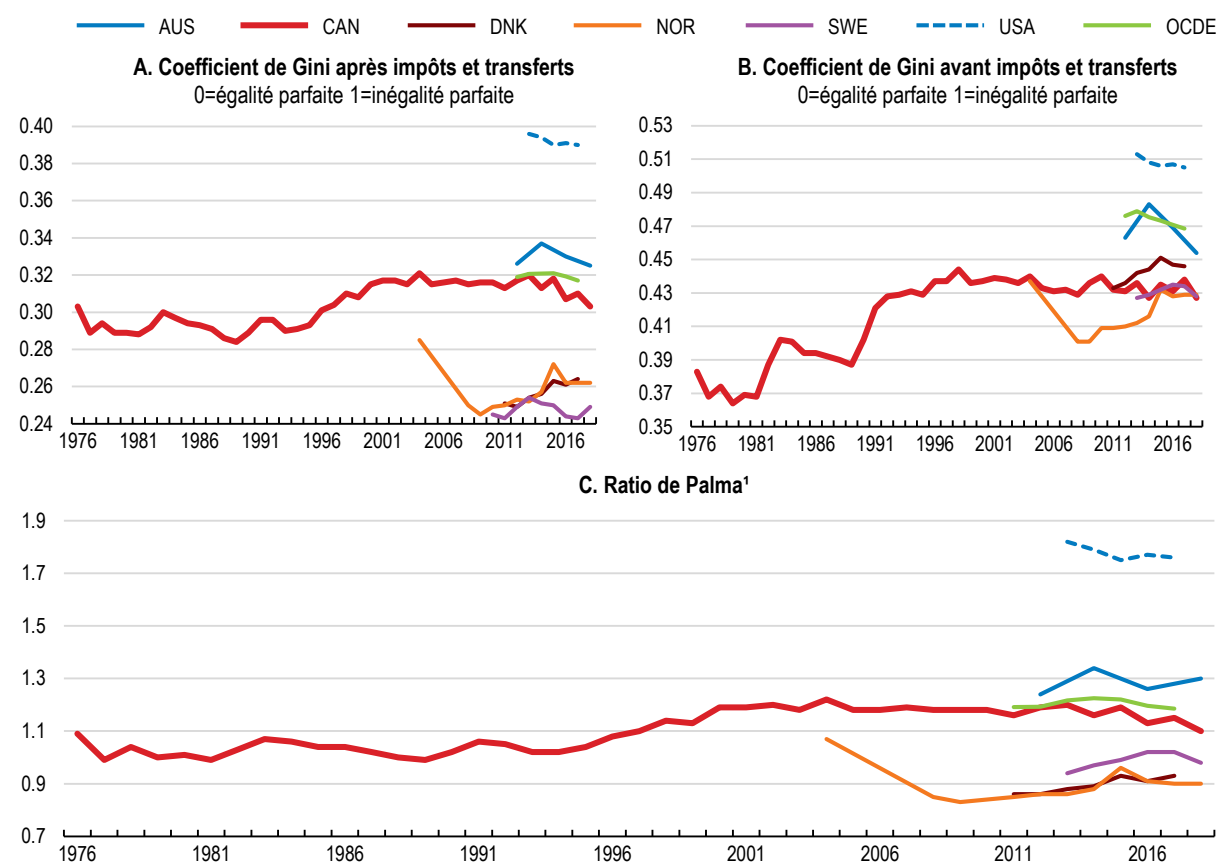 AUS CAN DNK NOR SWE USA OCDE
A. Coefficient de Gini après impôts et transferts
0=égalité parfaite 1=inégalité parfaite
0.40
0.38
0.36
0.34
0.32
0.30
0.28
0.26
0.24
1976 1981 1986 1991 1996 2001 2006 2011 2016
B. Coefficient de Gini avant impôts et transferts
0=égalité parfaite 1=inégalité parfaite
0.53
0.51
0.49
0.47
0.45
0.43
0.41
0.39
0.37
0.35
1976 1981 1986 1991 1996 2001 2006 2011 2016
C. Ratio de Palma¹
1.9
1.7
1.5
1.3
1.1
0.9
0.7
1976 1981 1986 1991 1996 2001 2006 2011 2016